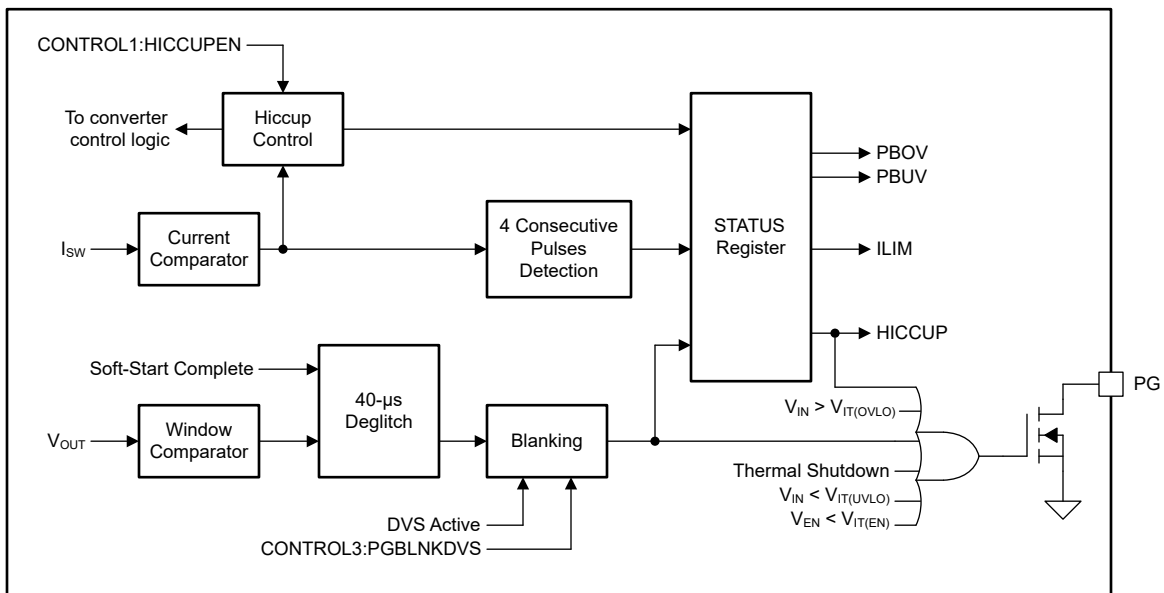 CONTROL1:HICCUPEN
To converter
control logic
Hiccup
Control
PBOV
PBUV
STATUS
Register
ILIM
HICCUP
I_SW
Current
Comparator
4 Consecutive
Pulses
Detection
Soft-Start Complete
40-µs
Deglitch
V_OUT
Window
Comparator
Blanking
DVS Active
CONTROL3:PGBLNKDVS
V_IN > V_IT(OVLO)
Thermal Shutdown
V_IN < V_IT(UVLO)
V_EN < V_IT(EN)
PG